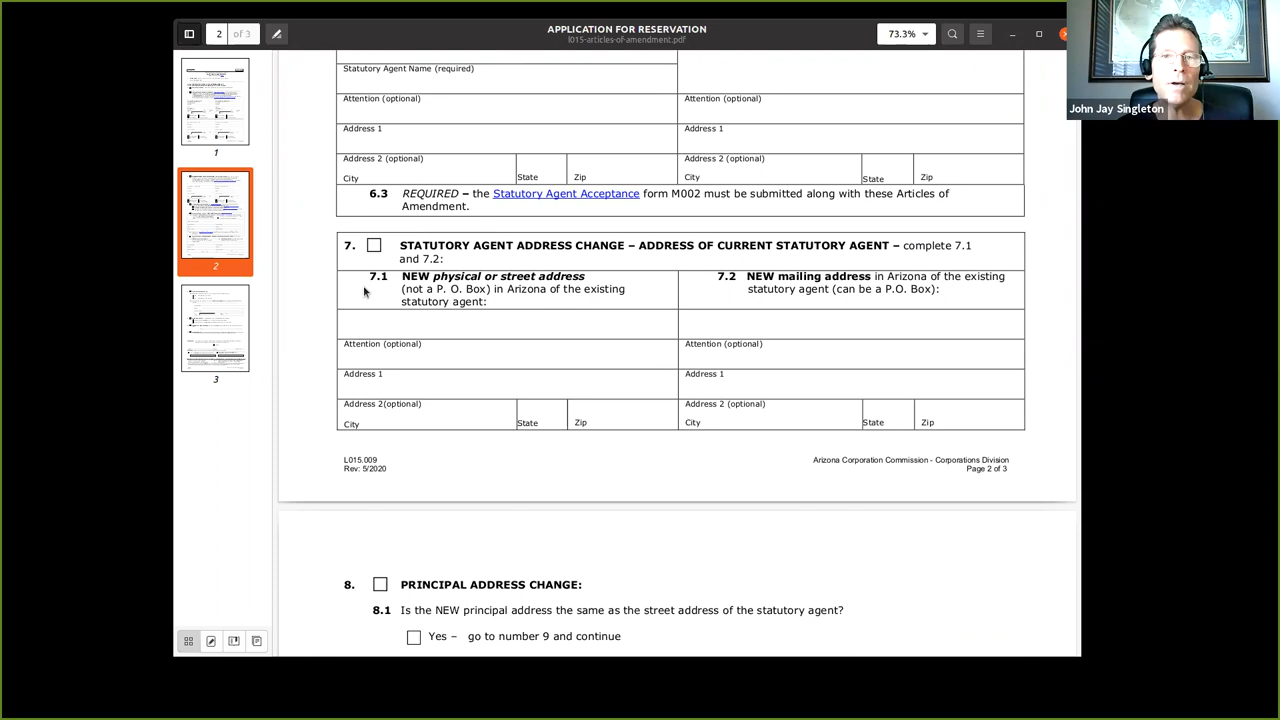 2 of 3
APPLICATION FOR RESERVATION
l015-articles-of-amendment.pdf
73.3%
John Jay Singleton
1
2
3
Statutory Agent Name (required)
Attention (optional) Attention (optional)
Address 1 Address 1
Address 2 (optional) Address 2 (optional)
City State Zip City State Zip
6.3 REQUIRED – the Statutory Agent Acceptance form M002 must be submitted along with these Articles of
Amendment.
7. STATUTORY AGENT ADDRESS CHANGE – ADDRESS OF CURRENT STATUTORY AGENT – complete 7.1
and 7.2:
7.1 NEW physical or street address
(not a P. O. Box) in Arizona of the existing
statutory agent:
7.2 NEW mailing address in Arizona of the existing
statutory agent (can be a P.O. Box):
Attention (optional) Attention (optional)
Address 1 Address 1
Address 2(optional) Address 2 (optional)
City State Zip City State Zip
L015.009
Rev: 5/2020
Arizona Corporation Commission - Corporations Division
Page 2 of 3
8. PRINCIPAL ADDRESS CHANGE:
8.1 Is the NEW principal address the same as the street address of the statutory agent?
Yes – go to number 9 and continue